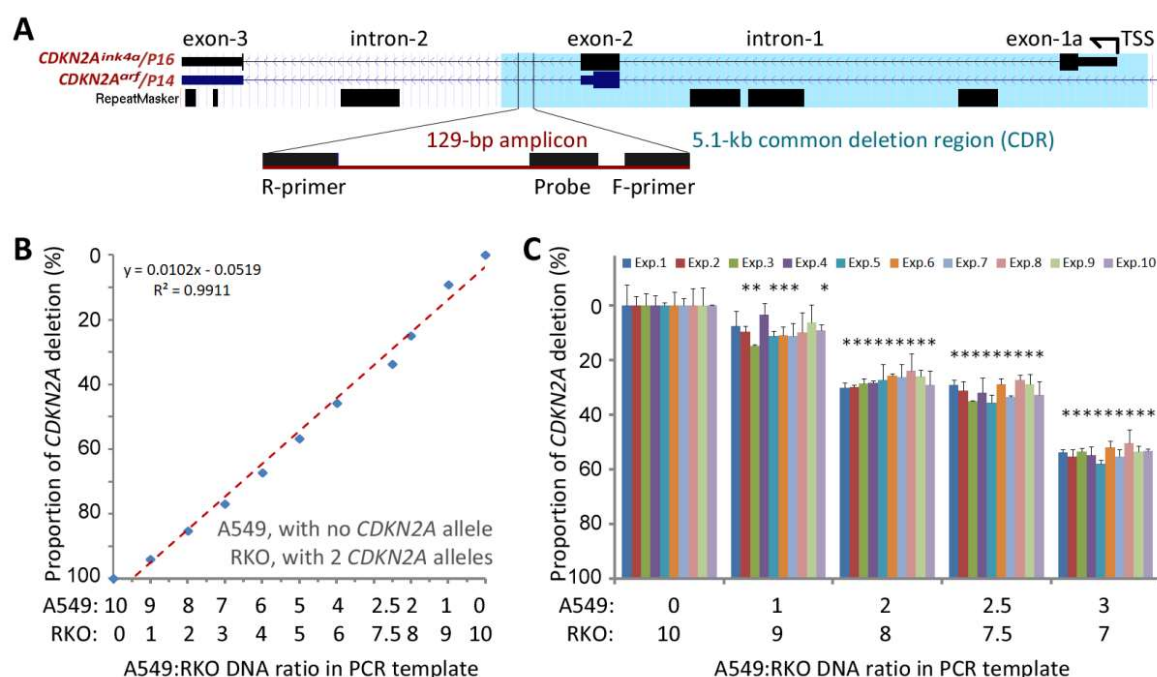 A
exon-3 intron-2 exon-2 intron-1 exon-1a TSS
CDKN2A^ink4a/P16
CDKN2A^arf/P14
RepeatMasker
129-bp amplicon 5.1-kb common deletion region (CDR)
R-primer Probe F-primer
B
Proportion of CDKN2A deletion (%)
0
20
40
60
80
100
y = 0.0102x - 0.0519
R² = 0.9911
A549, with no CDKN2A allele
RKO, with 2 CDKN2A alleles
A549: 10 9 8 7 6 5 4 2.5 2 1 0
RKO: 0 1 2 3 4 5 6 7.5 8 9 10
A549:RKO DNA ratio in PCR template
C
Proportion of CDKN2A deletion (%)
Exp.1 Exp.2 Exp.3 Exp.4 Exp.5 Exp.6 Exp.7 Exp.8 Exp.9 Exp.10
** *** *
**********
**********
**********
0
20
40
60
80
100
A549: 0 1 2 2.5 3
RKO: 10 9 8 7.5 7
A549:RKO DNA ratio in PCR template